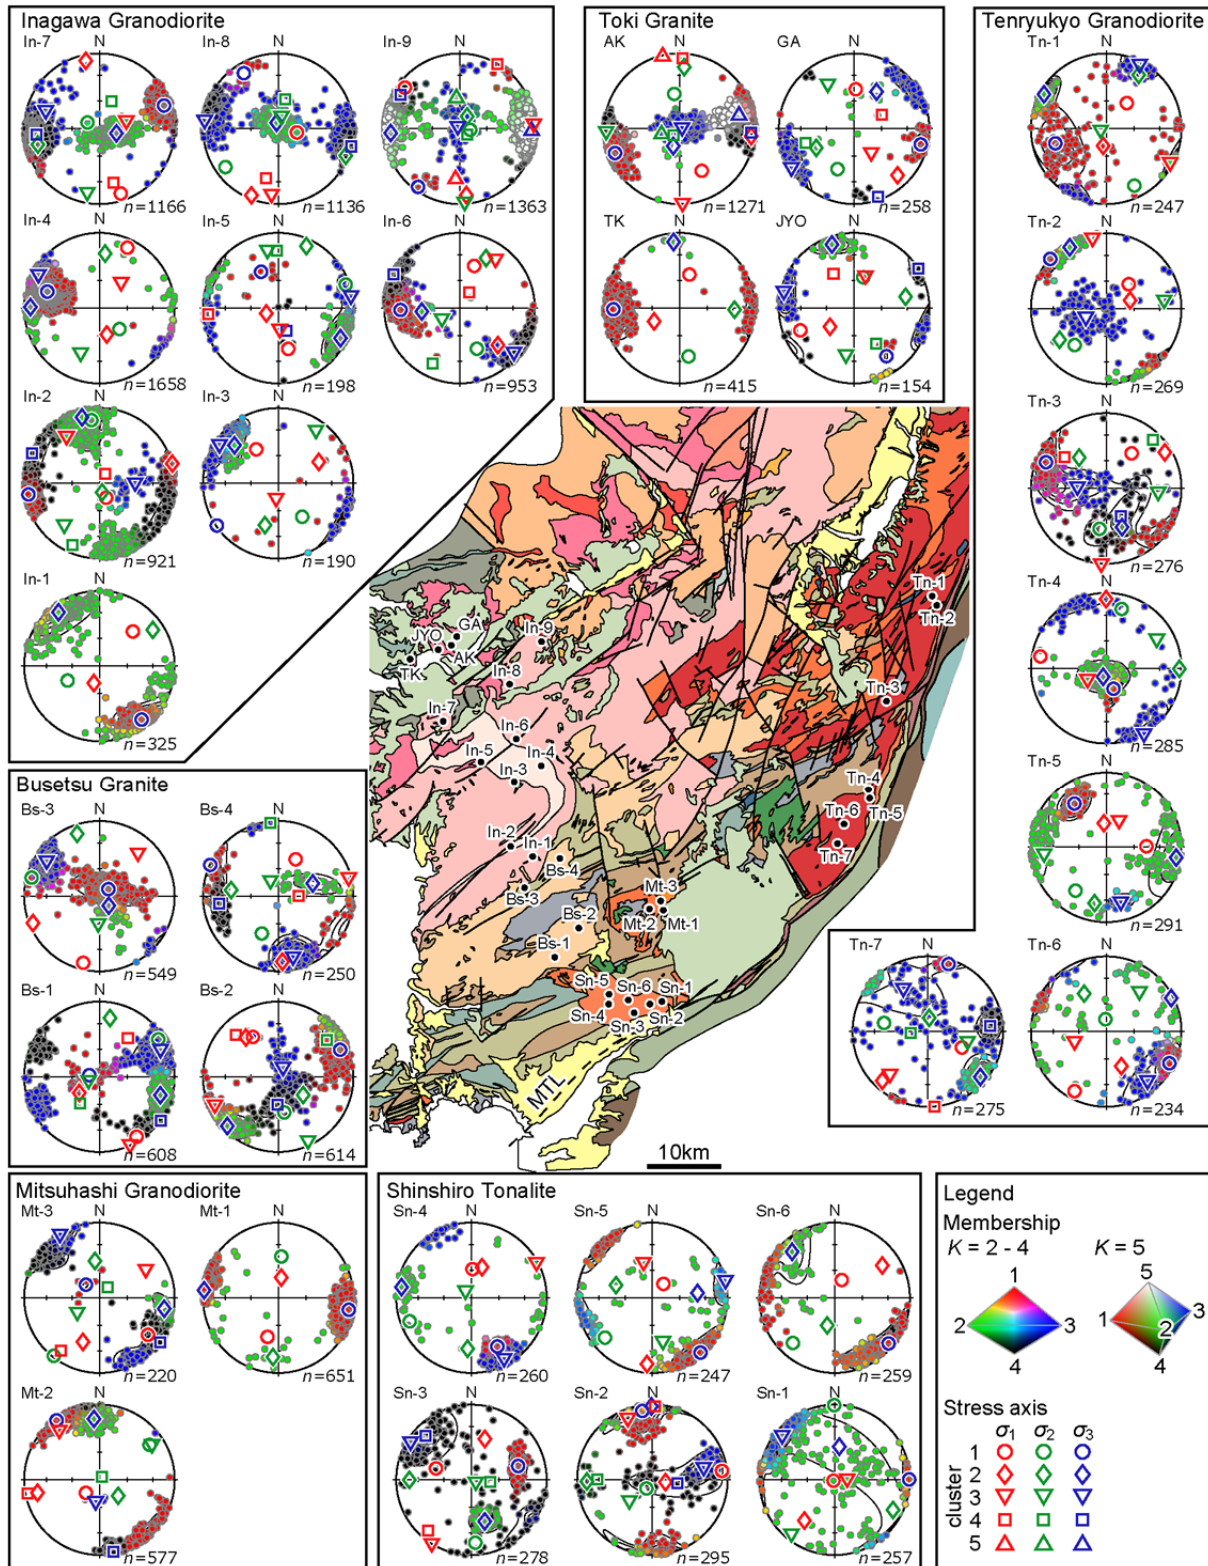 Inagawa Granodiorite
In-7
N
n=1166
In-8
N
n=1136
In-9
N
n=1363
In-4
N
n=1658
In-5
N
n=198
In-6
N
n=953
In-2
N
n=921
In-3
N
n=190
In-1
N
n=325
Toki Granite
AK
N
n=1271
GA
N
n=258
TK
N
n=415
JYO
N
n=154
Tenryukyo Granodiorite
Tn-1
N
n=247
Tn-2
N
n=269
Tn-3
N
n=276
Tn-4
N
n=285
Tn-5
N
n=291
Tn-7
N
n=275
Tn-6
N
n=234
GA
JYO
AK
TK
In-9
In-8
In-7
In-6
In-5
In-4
In-3
In-2
In-1
Bs-4
Bs-3
Bs-2
Bs-1
Mt-3
Mt-2
Mt-1
Sn-5
Sn-6
Sn-1
Sn-4
Sn-3
Sn-2
Tn-1
Tn-2
Tn-3
Tn-4
Tn-5
Tn-6
Tn-7
MTL
10km
Busetsu Granite
Bs-3
N
n=549
Bs-4
N
n=250
Bs-1
N
n=608
Bs-2
N
n=614
Mitsuhashi Granodiorite
Mt-3
N
n=220
Mt-1
N
n=651
Mt-2
N
n=577
Shinshiro Tonalite
Sn-4
N
n=260
Sn-5
N
n=247
Sn-6
N
n=259
Sn-3
N
n=278
Sn-2
N
n=295
Sn-1
N
n=257
Legend
Membership
K = 2 - 4
K = 5
1
2
3
4
5
1
2
3
4
Stress axis
σ1 σ2 σ3
cluster
1
2
3
4
5